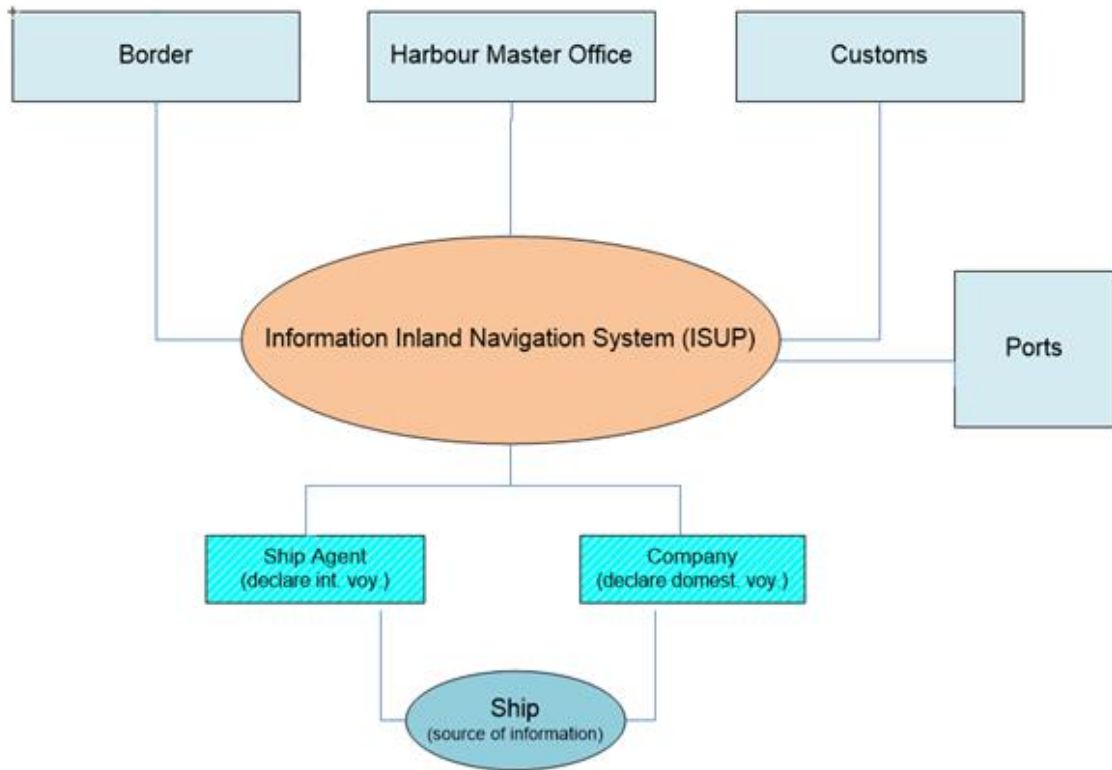 Border
Harbour Master Office
Customs
Information Inland Navigation System (ISUP)
Ports
Ship Agent
(declare int. voy.)
Company
(declare domest. voy.)
Ship
(source of information)